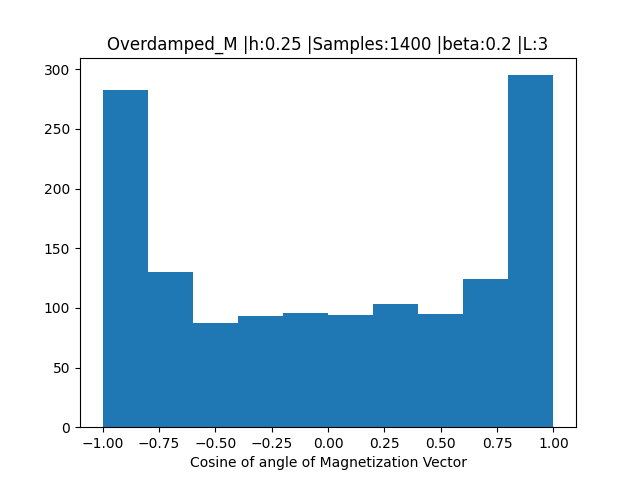 Overdamped_M |h:0.25 |Samples:1400 |beta:0.2 |L:3
300
250
200
150
100
50
0
−1.00 −0.75 −0.50 −0.25 0.00 0.25 0.50 0.75 1.00
Cosine of angle of Magnetization Vector